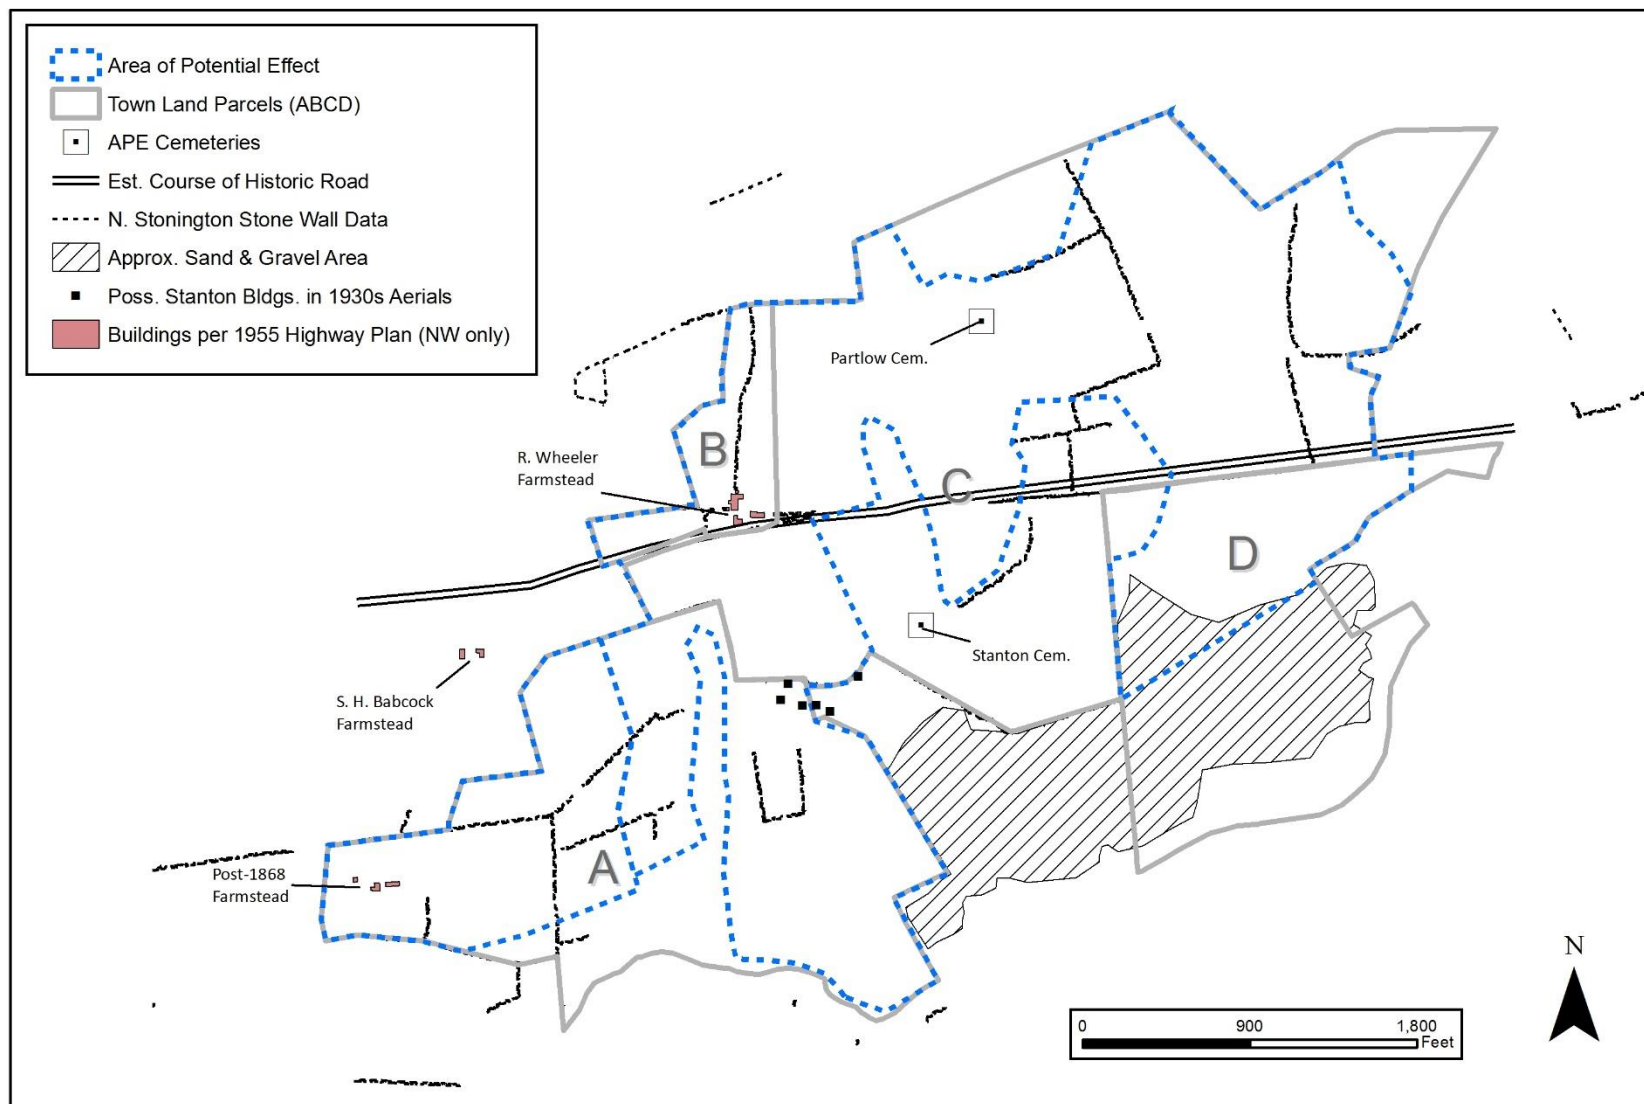 Area of Potential Effect
Town Land Parcels (ABCD)
APE Cemeteries
Est. Course of Historic Road
N. Stonington Stone Wall Data
Approx. Sand & Gravel Area
Poss. Stanton Bldgs. in 1930s Aerials
Buildings per 1955 Highway Plan (NW only)
Partlow Cem.
B
R. Wheeler
Farmstead
C
D
Stanton Cem.
S. H. Babcock
Farmstead
A
Post-1868
Farmstead
N
0 900 1,800
Feet